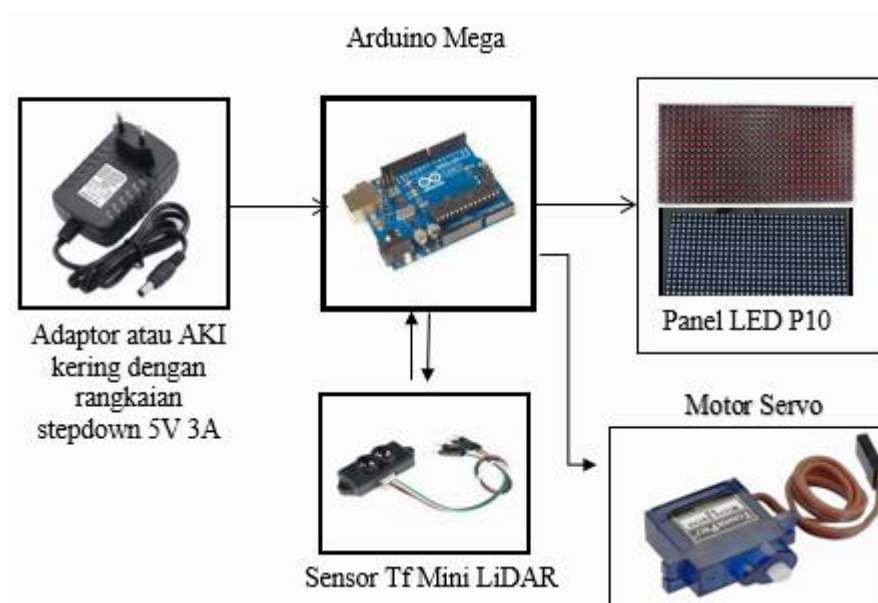 Arduino Mega
Adaptor atau AKI
kering dengan
rangkaian
stepdown 5V 3A
Panel LED P10
Motor Servo
Sensor Tf Mini LiDAR